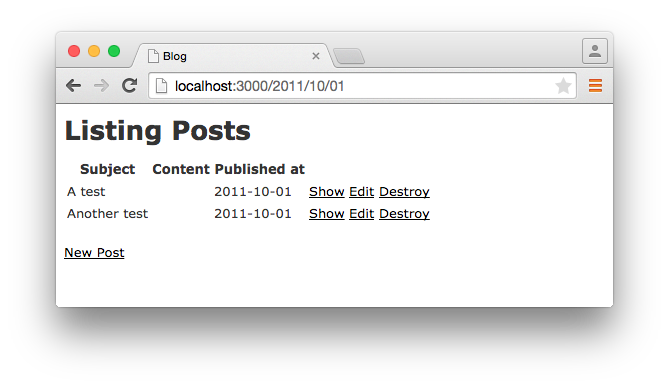 Blog
localhost:3000/2011/10/01
Listing Posts
Subject Content Published at
A test 2011-10-01 Show Edit Destroy
Another test 2011-10-01 Show Edit Destroy
New Post